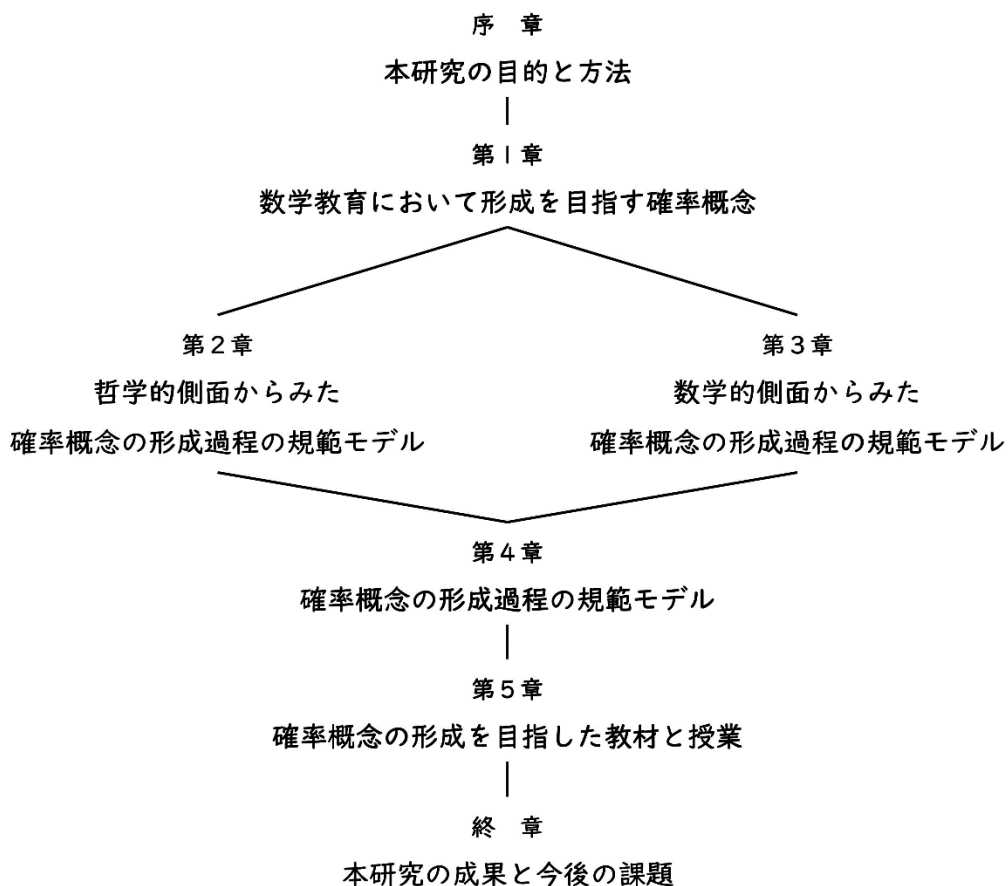 序　章
本研究の目的と方法
第1章
数学教育において形成を目指す確率概念
第2章
哲学的側面からみた
確率概念の形成過程の規範モデル
第3章
数学的側面からみた
確率概念の形成過程の規範モデル
第4章
確率概念の形成過程の規範モデル
第5章
確率概念の形成を目指した教材と授業
終　章
本研究の成果と今後の課題